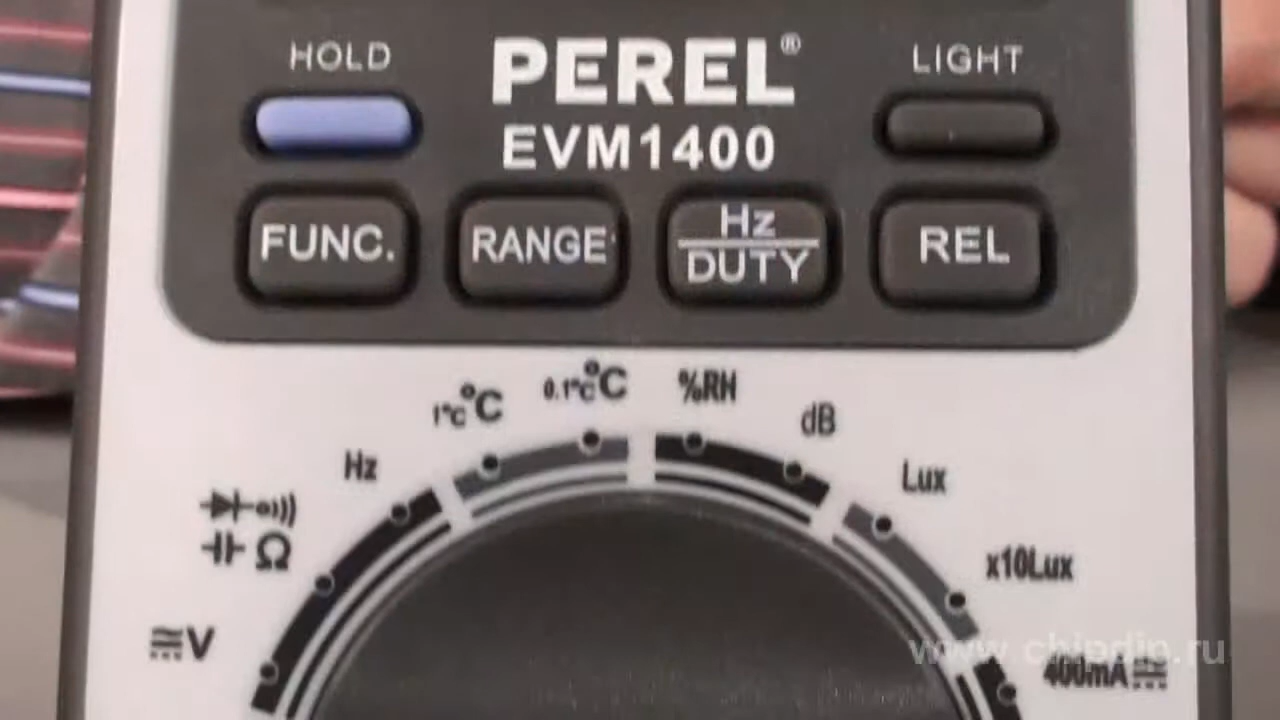 HOLD
PEREL®
LIGHT
EVM1400
FUNC.
RANGE
Hz
DUTY
REL
1°C °C
0.1°C °C
%RH
dB
Hz
Lux
Ω
x10Lux
V
400mA
www.chipdip.ru